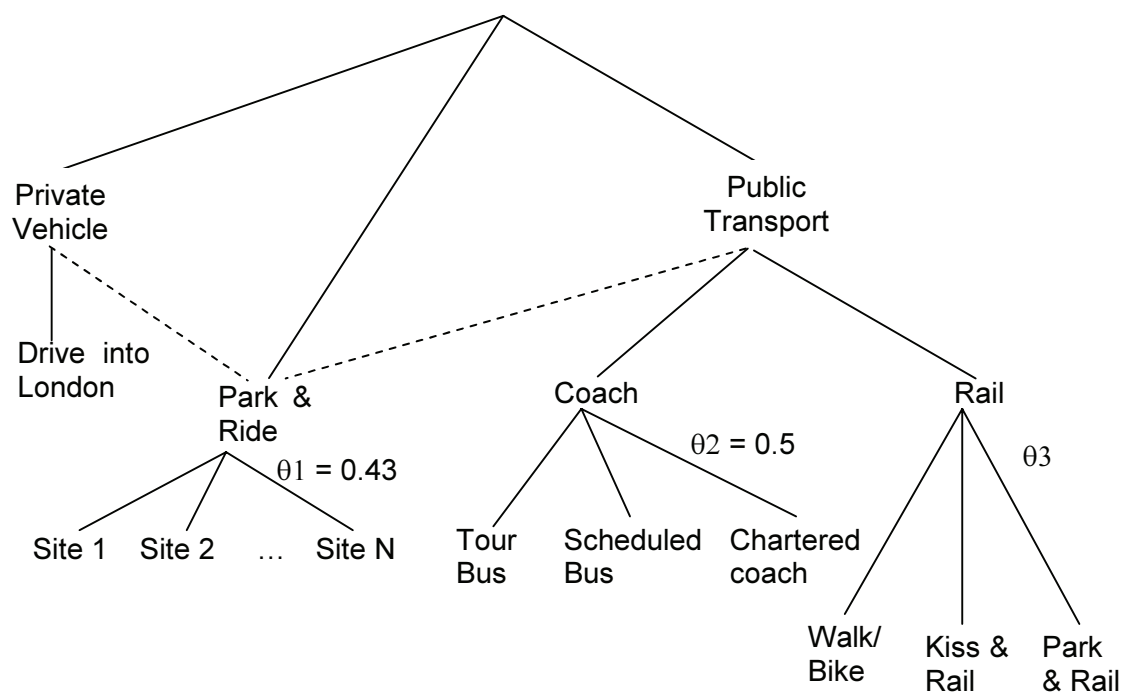 Private
Vehicle
Public
Transport
Drive into
London
Park &
Ride
Coach
Rail
θ1 = 0.43
θ2 = 0.5
θ3
Site 1 Site 2 … Site N
Tour
Bus
Scheduled
Bus
Chartered
coach
Walk/
Bike
Kiss &
Rail
Park
& Rail